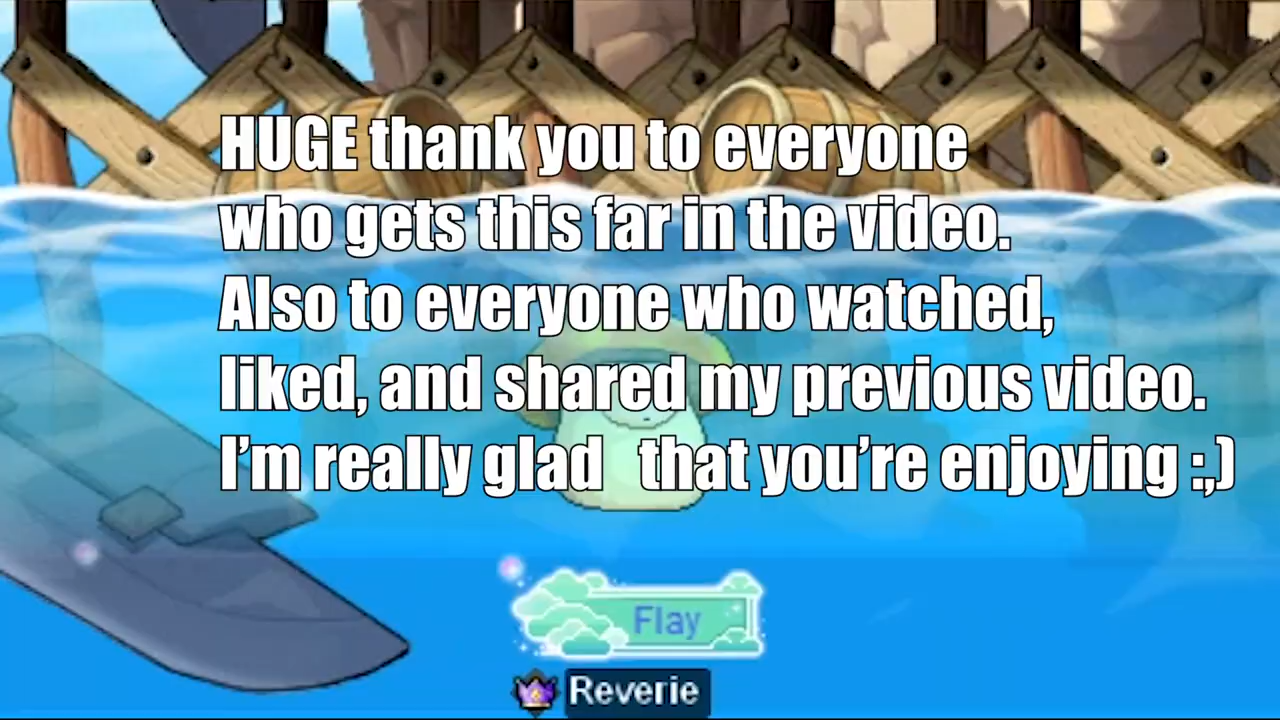 HUGE thank you to everyone
who gets this far in the video.
Also to everyone who watched,
liked, and shared my previous video.
I'm really glad that you're enjoying :,)
Flay
Reverie